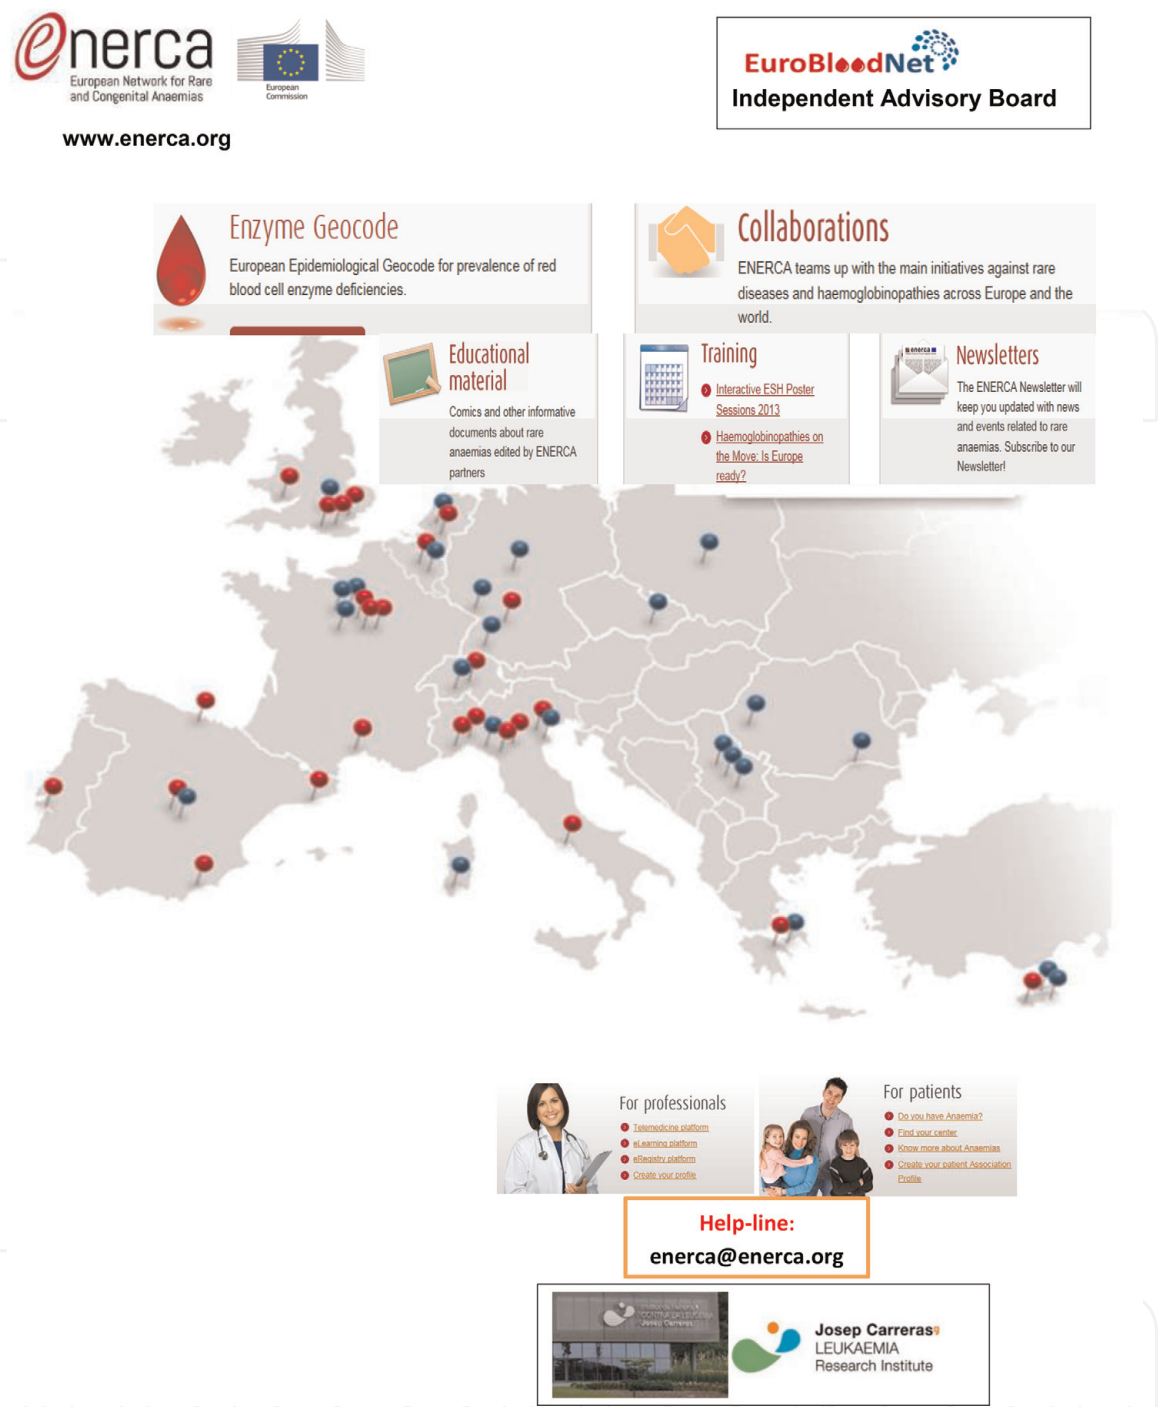 enerca
European Network for Rare
and Congenital Anaemias
European
Commission
www.enerca.org
EuroBloodNet
Independent Advisory Board
Enzyme Geocode
European Epidemiological Geocode for prevalence of red
blood cell enzyme deficiencies.
Collaborations
ENERCA teams up with the main initiatives against rare
diseases and haemoglobinopathies across Europe and the
world.
Educational
material
Comics and other informative
documents about rare
anaemias edited by ENERCA
partners
Training
Interactive ESH Poster
Sessions 2013
Haemoglobinopathies on
the Move: Is Europe
ready?
enerca
Newsletters
The ENERCA Newsletter will
keep you updated with news
and events related to rare
anaemias. Subscribe to our
Newsletter!
For professionals
Telemedicine platform
eLearning platform
eRegistry platform
Create your profile
For patients
Do you have Anaemia?
Find your center
Know more about Anaemias
Create your patient Association
Profile
Help-line:
enerca@enerca.org
CONTRA LA LEUCEMIA
Josep Carreras
Josep Carreras
LEUKAEMIA
Research Institute